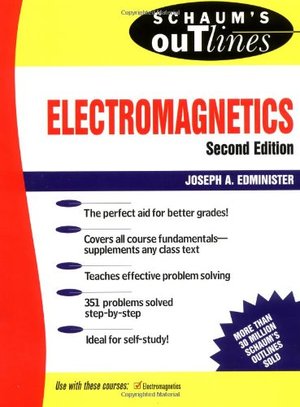 SCHAUM'S
OUTlines
ELECTROMAGNETICS
Second Edition
JOSEPH A. EDMINISTER
The perfect aid for better grades!
Covers all course fundamentals—
supplements any class text
Teaches effective problem solving
351 problems solved
step-by-step
Ideal for self-study!
MORE THAN
30 MILLION
SCHAUM'S
OUTLINES
SOLD
Use with these courses: ☑ Electromagnetics